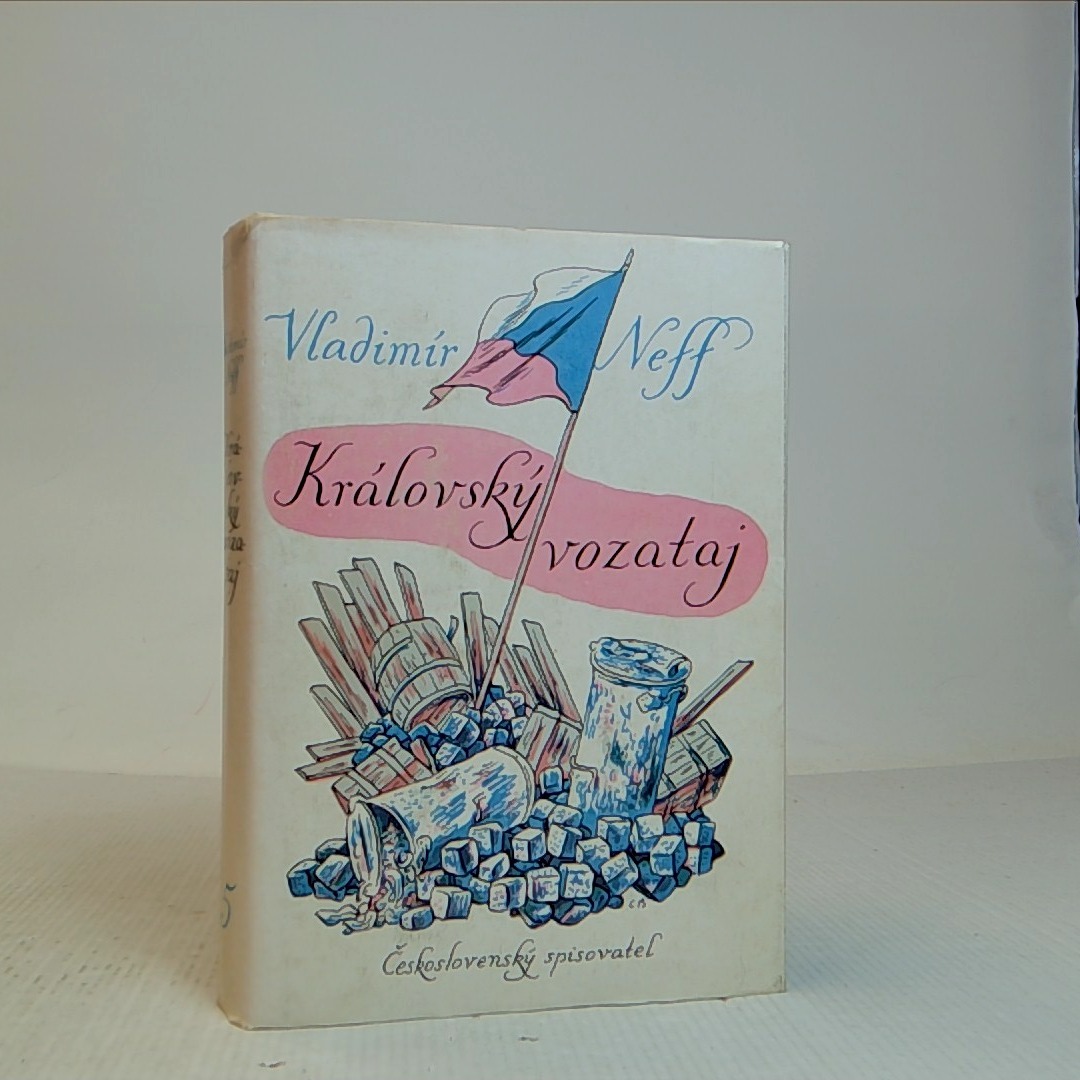 Vladimír Neff
Královský
vozataj
Československý spisovatel